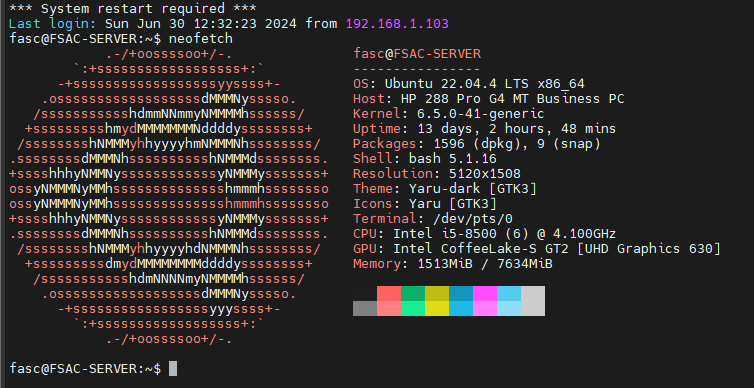 *** System restart required ***
Last login: Sun Jun 30 12:32:23 2024 from 192.168.1.103
fasc@FSAC-SERVER:~$ neofetch
            .-/+oossssoo+/-.               fasc@FSAC-SERVER
        `:+ssssssssssssssssss+:`           ----------------
      -+ssssssssssssssssssyyssss+-         OS: Ubuntu 22.04.4 LTS x86_64
    .ossssssssssssssssssdMMMNysssso.       Host: HP 288 Pro G4 MT Business PC
   /ssssssssssshdmmNNmmyNMMMMhssssss/      Kernel: 6.5.0-41-generic
  +ssssssssshmydMMMMMMMNddddyssssssss+     Uptime: 13 days, 2 hours, 48 mins
 /sssssssshNMMMyhhyyyyhmNMMMNhssssssss/    Packages: 1596 (dpkg), 9 (snap)
.ssssssssdMMMNhsssssssssshNMMMdssssssss.   Shell: bash 5.1.16
+sssshhhyNMMNyssssssssssssyNMMMysssssss+   Resolution: 5120x1508
ossyNMMMNyMMhsssssssssssssshmmmhssssssso   Theme: Yaru-dark [GTK3]
ossyNMMMNyMMhsssssssssssssshmmmhssssssso   Icons: Yaru [GTK3]
+sssshhhyNMMNyssssssssssssyNMMMysssssss+   Terminal: /dev/pts/0
.ssssssssdMMMNhsssssssssshNMMMdssssssss.   CPU: Intel i5-8500 (6) @ 4.100GHz
 /sssssssshNMMMyhhyyyyhdNMMMNhssssssss/    GPU: Intel CoffeeLake-S GT2 [UHD Graphics 630]
  +sssssssssdmydMMMMMMMMddddyssssssss+     Memory: 1513MiB / 7634MiB
   /ssssssssssshdmNNNNmyNMMMMhssssss/
    .ossssssssssssssssssdMMMNysssso.
      -+sssssssssssssssssyyyssss+-
        `:+ssssssssssssssssss+:`
            .-/+oossssoo+/-.
fasc@FSAC-SERVER:~$